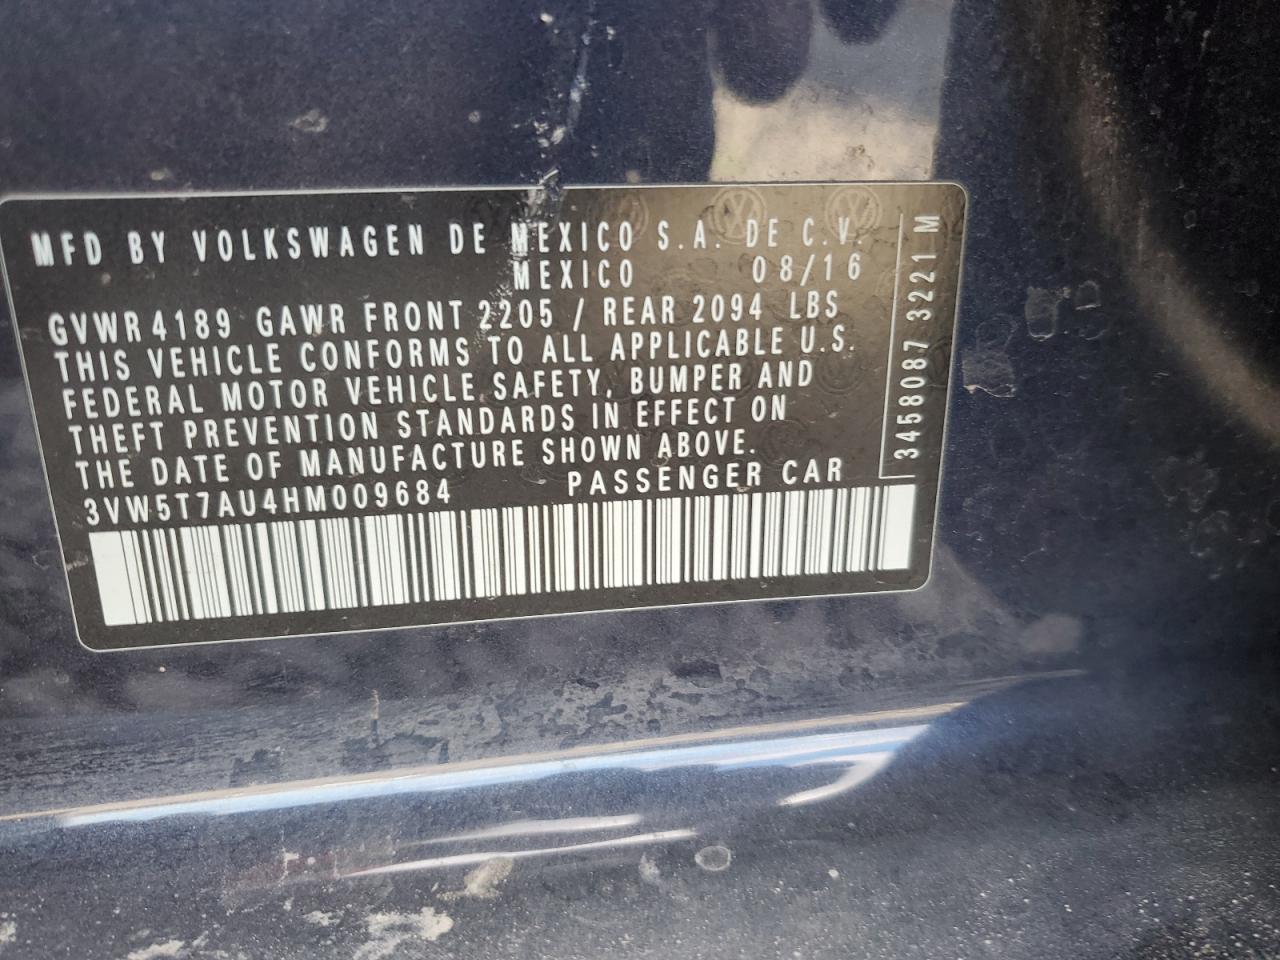 MFD BY VOLKSWAGEN DE MEXICO S.A. DE C.V.
MEXICO 08/16
GVWR 4189 GAWR FRONT 2205 / REAR 2094 LBS
THIS VEHICLE CONFORMS TO ALL APPLICABLE U.S.
FEDERAL MOTOR VEHICLE SAFETY, BUMPER AND
THEFT PREVENTION STANDARDS IN EFFECT ON
THE DATE OF MANUFACTURE SHOWN ABOVE.
3VW5T7AU4HM009684 PASSENGER CAR
3458087 3221 M